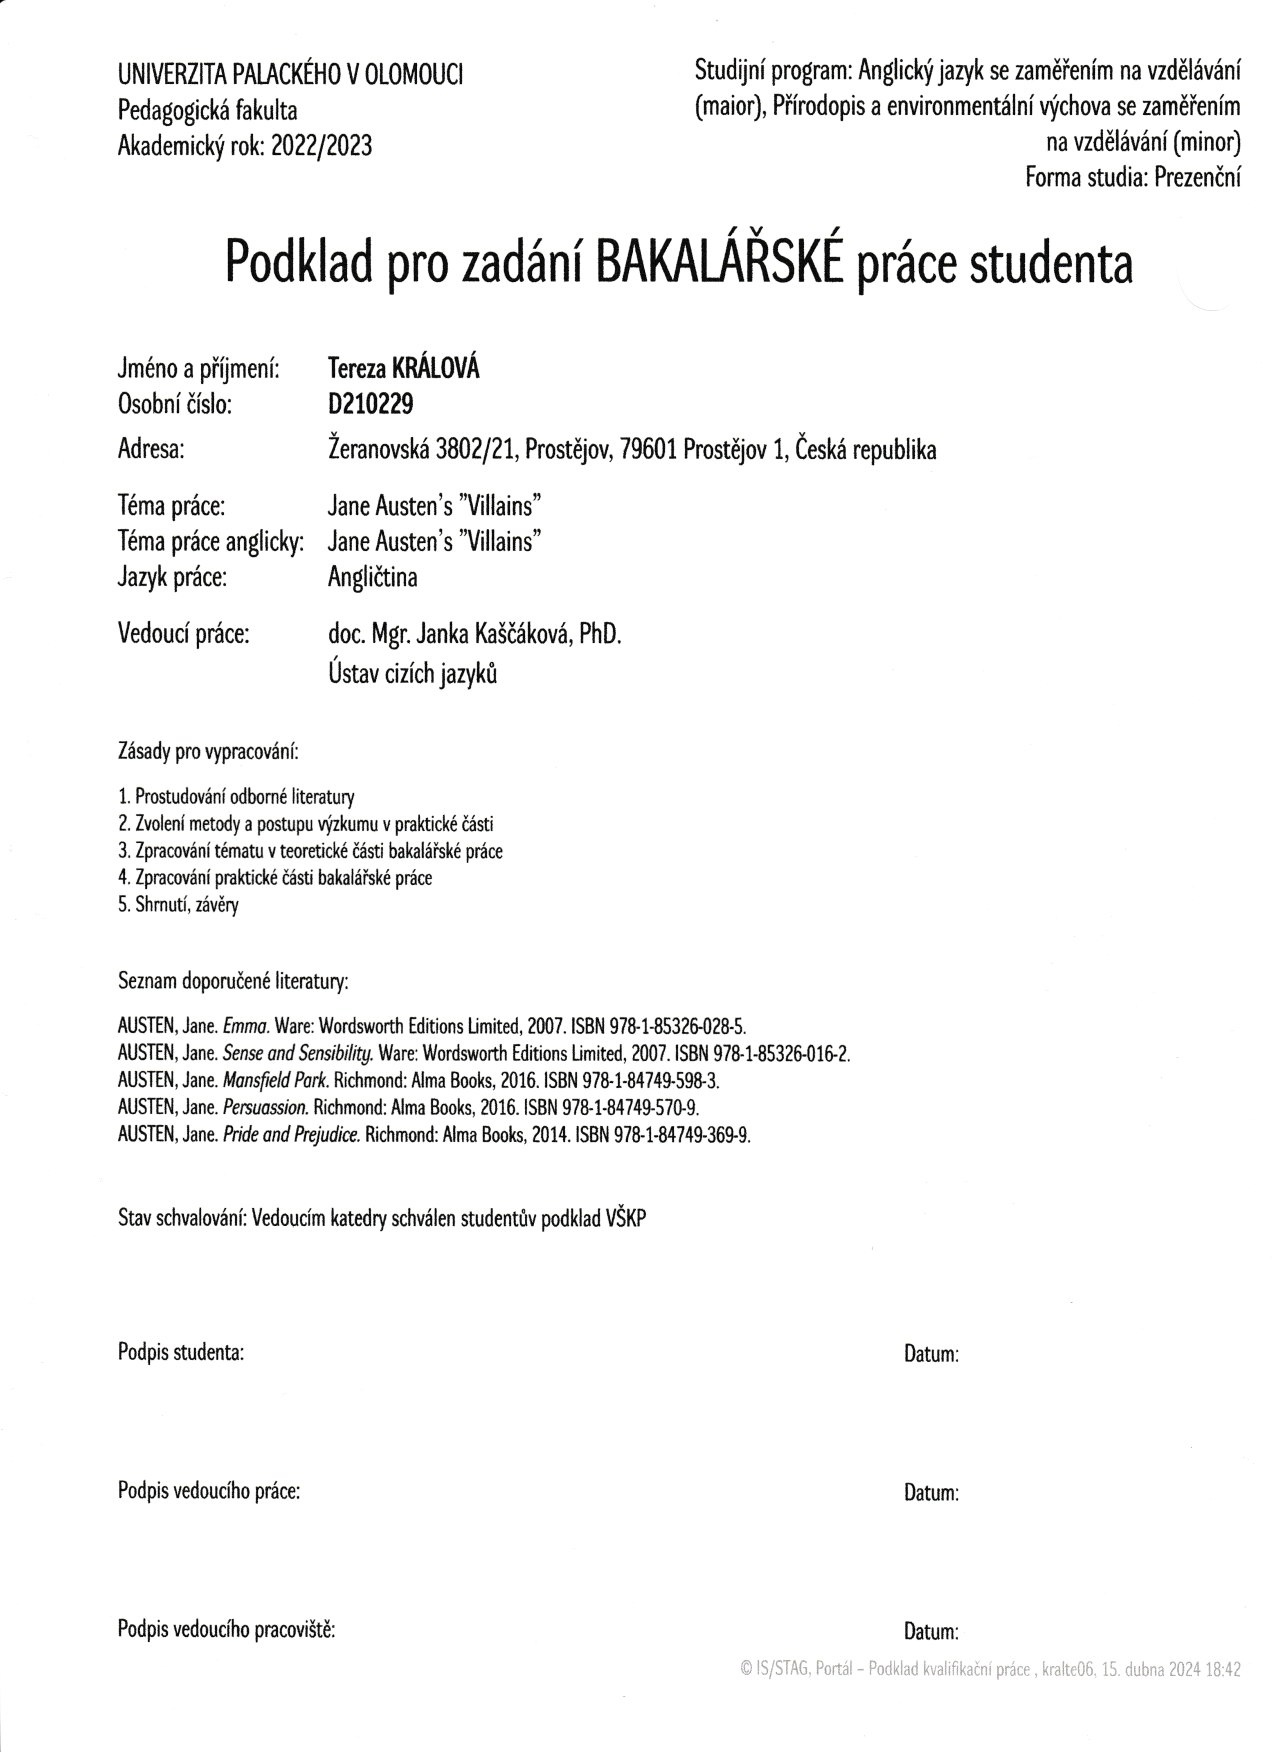 UNIVERZITA PALACKÉHO V OLOMOUCI
Pedagogická fakulta
Akademický rok: 2022/2023
Studijní program: Anglický jazyk se zaměřením na vzdělávání
(maior), Přírodopis a environmentální výchova se zaměřením
na vzdělávání (minor)
Forma studia: Prezenční
Podklad pro zadání BAKALÁŘSKÉ práce studenta
Jméno a příjmení: Tereza KRÁLOVÁ
Osobní číslo: D210229
Adresa: Žeranovská 3802/21, Prostějov, 79601 Prostějov 1, Česká republika
Téma práce: Jane Austen’s ”Villains”
Téma práce anglicky: Jane Austen’s ”Villains”
Jazyk práce: Angličtina
Vedoucí práce: doc. Mgr. Janka Kaščáková, PhD.
Ústav cizích jazyků
Zásady pro vypracování:
1. Prostudování odborné literatury
2. Zvolení metody a postupu výzkumu v praktické části
3. Zpracování tématu v teoretické části bakalářské práce
4. Zpracování praktické části bakalářské práce
5. Shrnutí, závěry
Seznam doporučené literatury:
AUSTEN, Jane. Emma. Ware: Wordsworth Editions Limited, 2007. ISBN 978-1-85326-028-5.
AUSTEN, Jane. Sense and Sensibility. Ware: Wordsworth Editions Limited, 2007. ISBN 978-1-85326-016-2.
AUSTEN, Jane. Mansfield Park. Richmond: Alma Books, 2016. ISBN 978-1-84749-598-3.
AUSTEN, Jane. Persuassion. Richmond: Alma Books, 2016. ISBN 978-1-84749-570-9.
AUSTEN, Jane. Pride and Prejudice. Richmond: Alma Books, 2014. ISBN 978-1-84749-369-9.
Stav schvalování: Vedoucím katedry schválen studentův podklad VŠKP
Podpis studenta: Datum:
Podpis vedoucího práce: Datum:
Podpis vedoucího pracoviště: Datum:
© IS/STAG, Portál – Podklad kvalifikační práce , kralte06, 15. dubna 2024 18:42